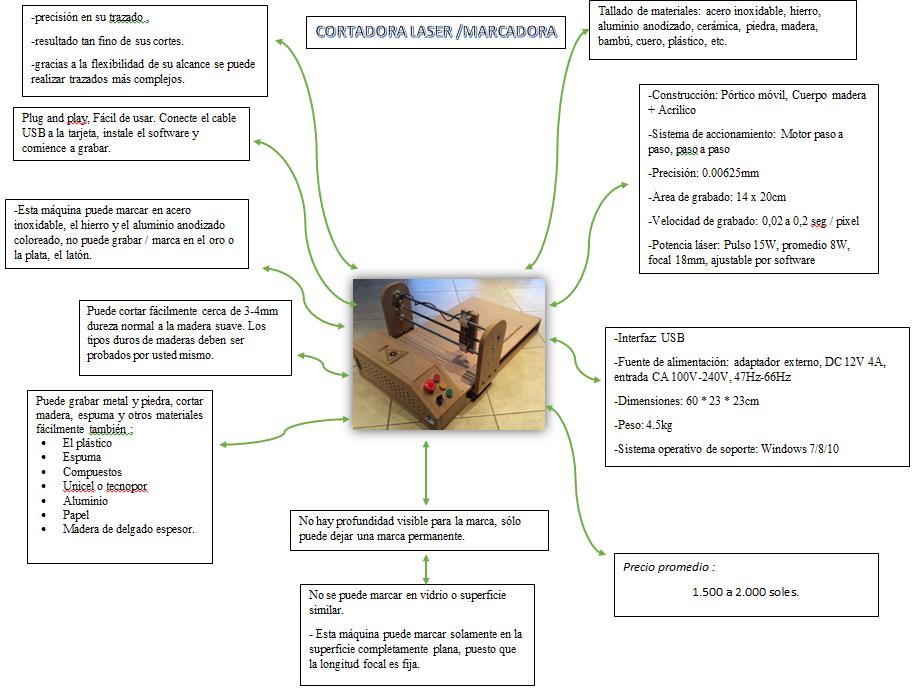 CORTADORA LASER /MARCADORA
-precisión en su trazado .
-resultado tan fino de sus cortes.
-gracias a la flexibilidad de su alcance se puede
realizar trazados más complejos.
Plug and play, Fácil de usar. Conecte el cable
USB a la tarjeta, instale el software y
comience a grabar.
-Esta máquina puede marcar en acero
inoxidable, el hierro y el aluminio anodizado
coloreado, no puede grabar / marca en el oro o
la plata, el latón.
Puede cortar fácilmente cerca de 3-4mm
dureza normal a la madera suave. Los
tipos duros de maderas deben ser
probados por usted mismo.
Puede grabar metal y piedra, cortar
madera, espuma y otros materiales
fácilmente también :
• El plástico
• Espuma
• Compuestos
• Unicel o tecnopor
• Aluminio
• Papel
• Madera de delgado espesor.
No hay profundidad visible para la marca, sólo
puede dejar una marca permanente.
No se puede marcar en vidrio o superficie
similar.
- Esta máquina puede marcar solamente en la
superficie completamente plana, puesto que
la longitud focal es fija.
Tallado de materiales: acero inoxidable, hierro,
aluminio anodizado, cerámica, piedra, madera,
bambú, cuero, plástico, etc.
-Construcción: Pórtico móvil, Cuerpo madera
+ Acrílico
-Sistema de accionamiento: Motor paso a
paso, paso a paso
-Precisión: 0.00625mm
-Área de grabado: 14 x 20cm
-Velocidad de grabado: 0,02 a 0,2 seg / pixel
-Potencia láser: Pulso 15W, promedio 8W,
focal 18mm, ajustable por software
-Interfaz: USB
-Fuente de alimentación: adaptador externo, DC 12V 4A,
entrada CA 100V-240V, 47Hz-66Hz
-Dimensiones: 60 * 23 * 23cm
-Peso: 4.5kg
-Sistema operativo de soporte: Windows 7/8/10
Precio promedio :
1.500 a 2.000 soles.